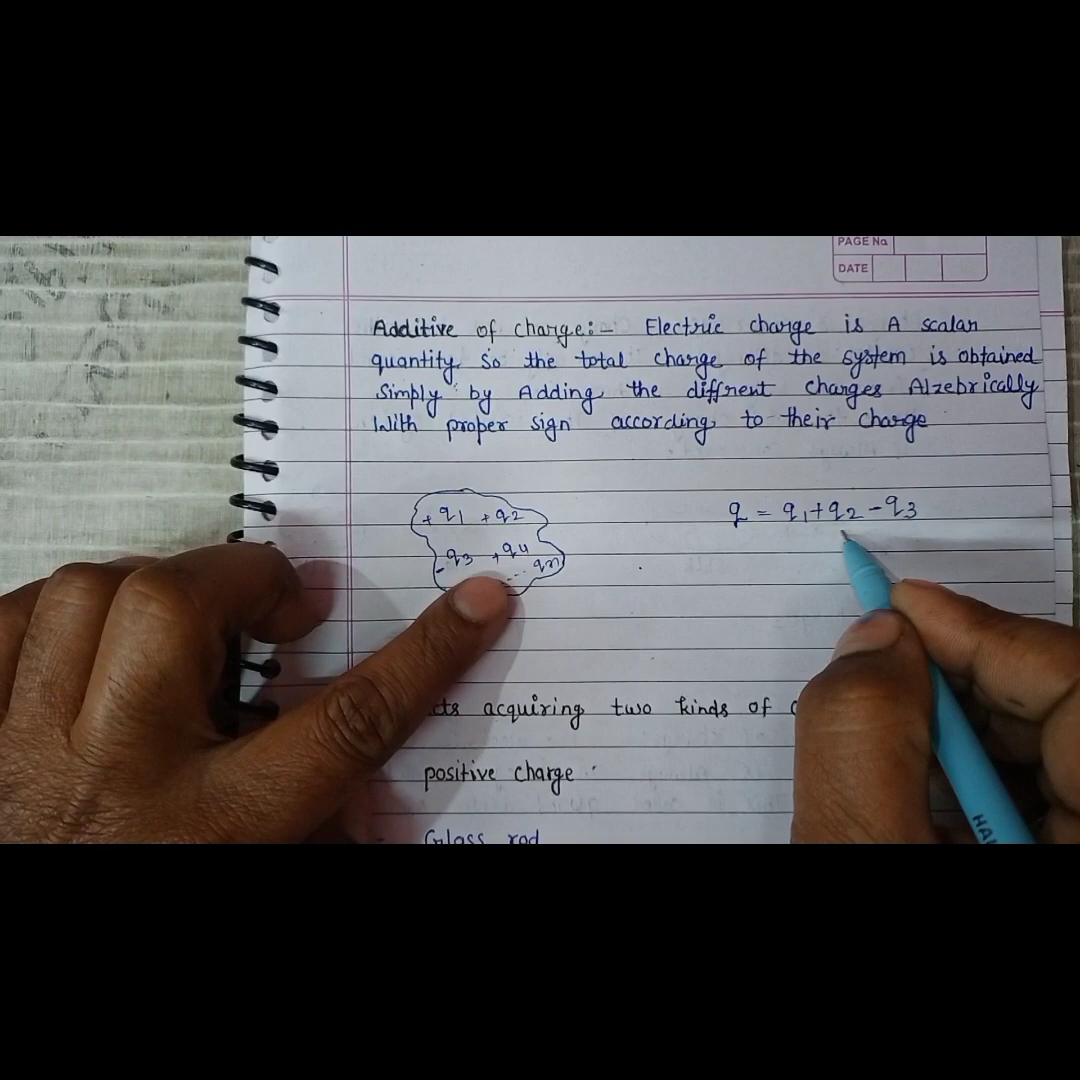 PAGE No
DATE
Additive of charge:- Electric charge is A scalar
quantity, so the total charge of the system is obtained
Simply by Adding the diffrent charges Alzebrically
With proper sign according to their charge
+q1 +q2
-q3 +q4
... qn
q = q1+q2-q3
acquiring two kinds of
positive charge
Glass rod
HA